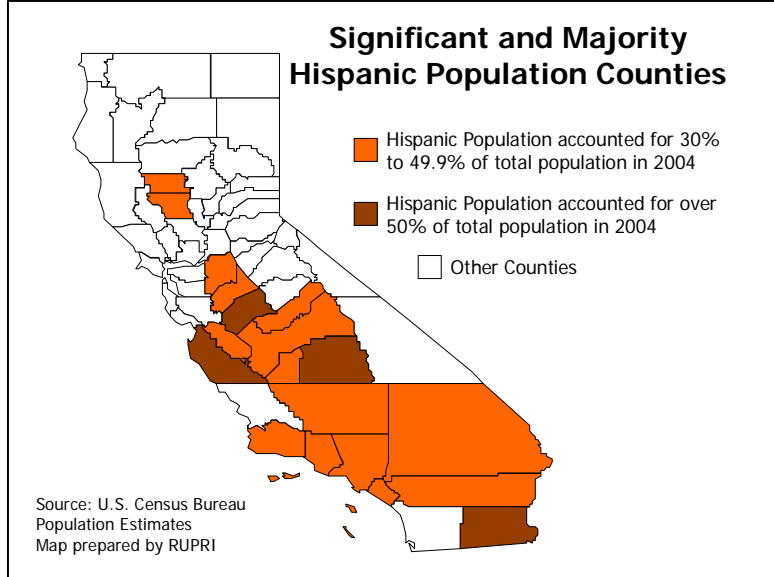 Significant and Majority
Hispanic Population Counties
Hispanic Population accounted for 30%
to 49.9% of total population in 2004
Hispanic Population accounted for over
50% of total population in 2004
Other Counties
Source: U.S. Census Bureau
Population Estimates
Map prepared by RUPRI